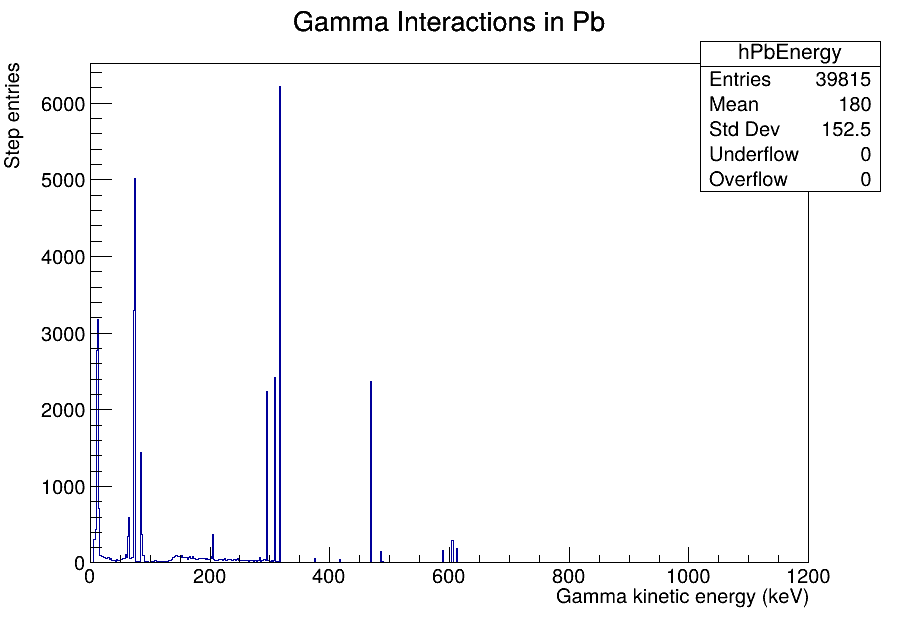 Gamma Interactions in Pb
hPbEnergy
Entries 39815
Mean 180
Std Dev 152.5
Underflow 0
Overflow 0
Step entries
6000
5000
4000
3000
2000
1000
0
0 200 400 600 800 1000 1200
Gamma kinetic energy (keV)